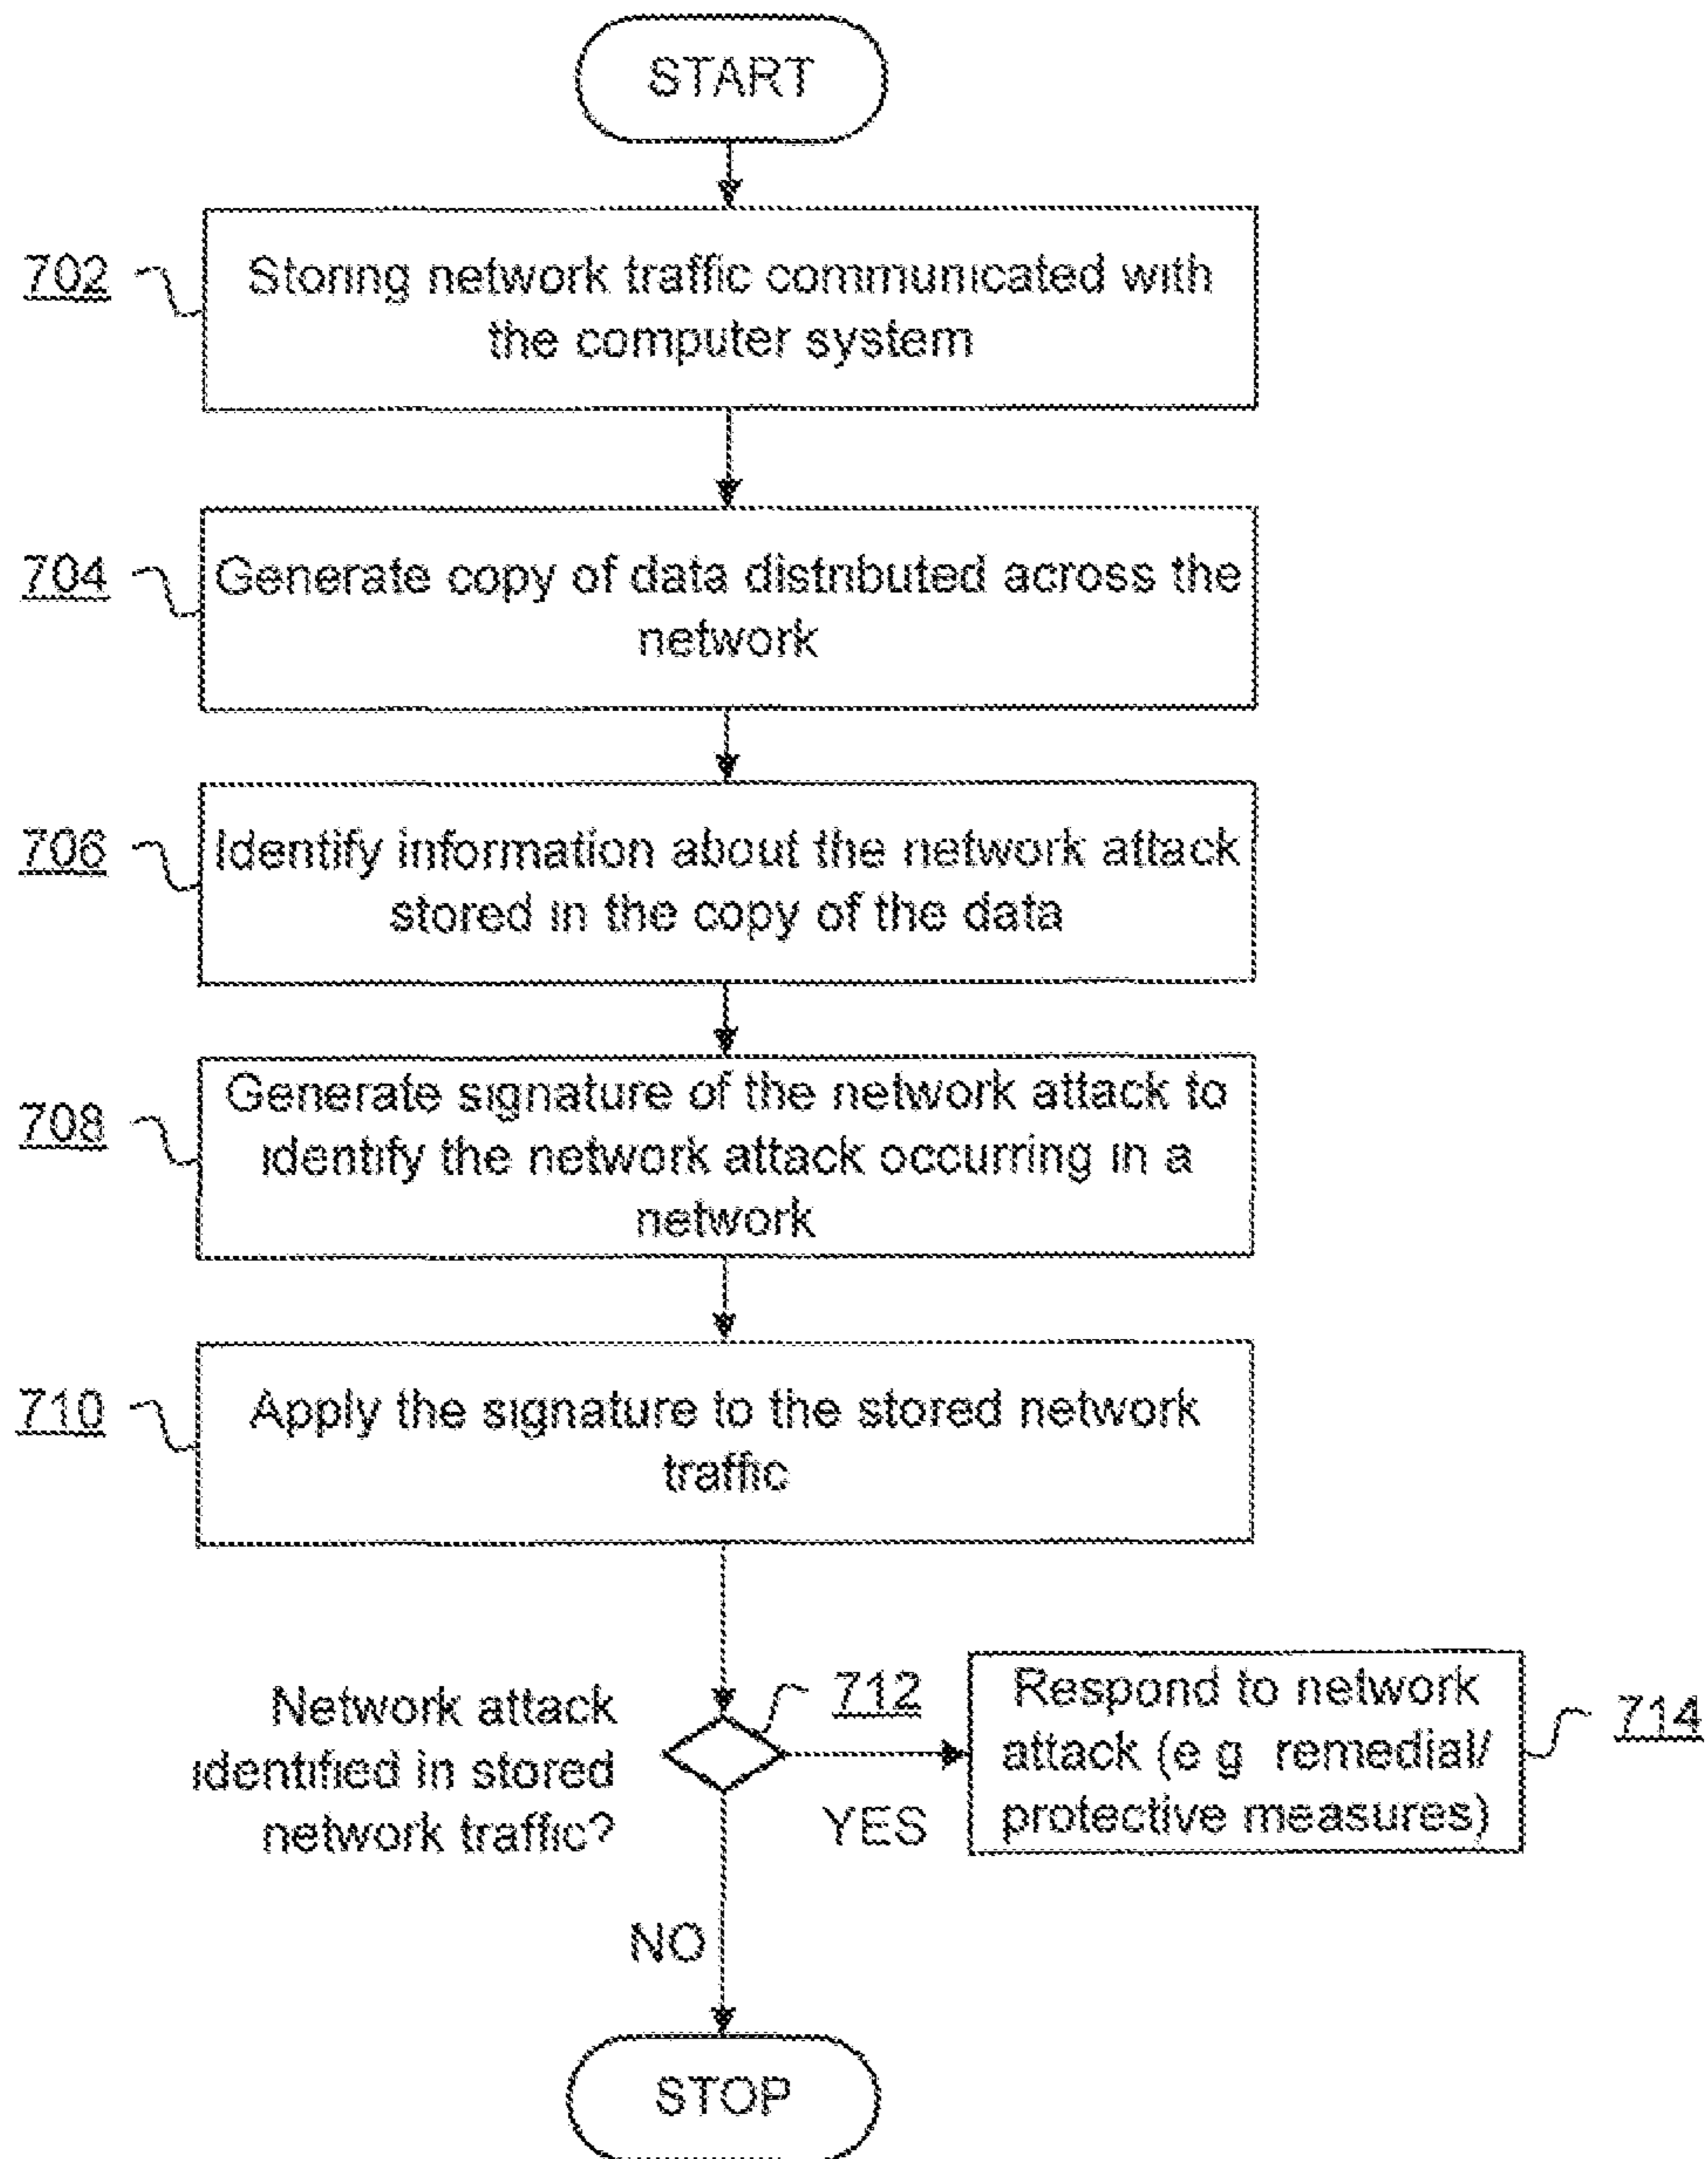 START
702
Storing network traffic communicated with
the computer system
704
Generate copy of data distributed across the
network
706
Identify information about the network attack
stored in the copy of the data
708
Generate signature of the network attack to
identify the network attack occurring in a
network
710
Apply the signature to the stored network
traffic
Network attack
identified in stored
network traffic?
712
YES
Respond to network
attack (e g remedial/
protective measures)
714
NO
STOP